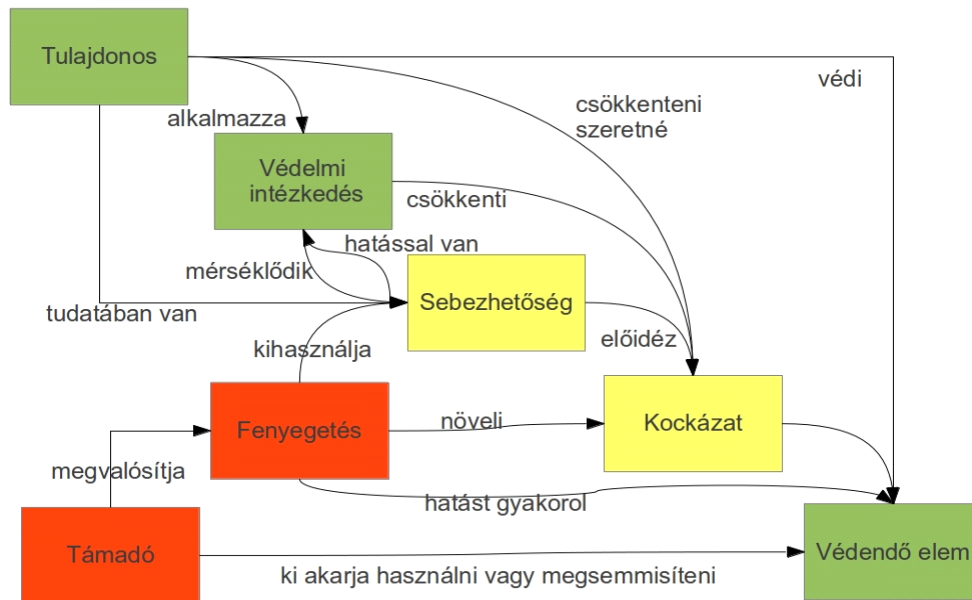 Tulajdonos
védi
csökkenteni
szeretné
alkalmazza
Védelmi
intézkedés
csökkenti
hatással van
mérséklődik
Sebezhetőség
tudatában van
előidéz
kihasználja
Fenyegetés
növeli
Kockázat
megvalósítja
hatást gyakorol
Támadó
Védendő elem
ki akarja használni vagy megsemmisíteni